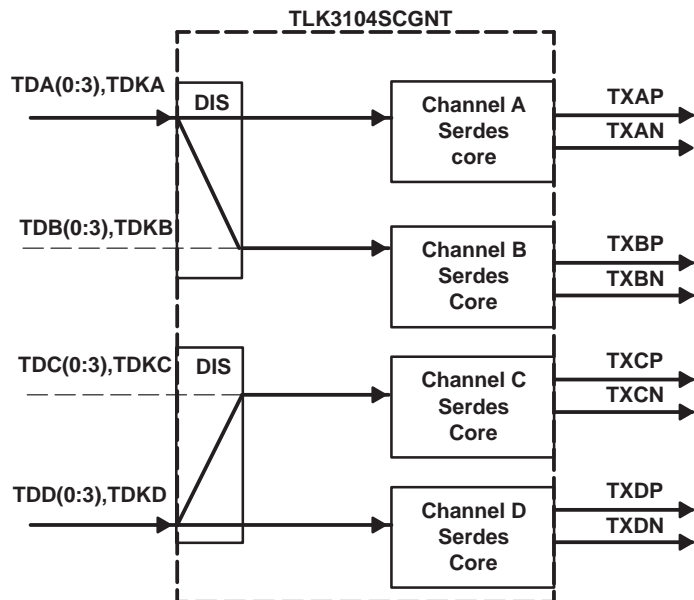 TLK3104SCGNT
TDA(0:3),TDKA
DIS
Channel A
Serdes
core
TXAP
TXAN
TDB(0:3),TDKB
Channel B
Serdes
Core
TXBP
TXBN
TDC(0:3),TDKC
DIS
Channel C
Serdes
Core
TXCP
TXCN
TDD(0:3),TDKD
Channel D
Serdes
Core
TXDP
TXDN